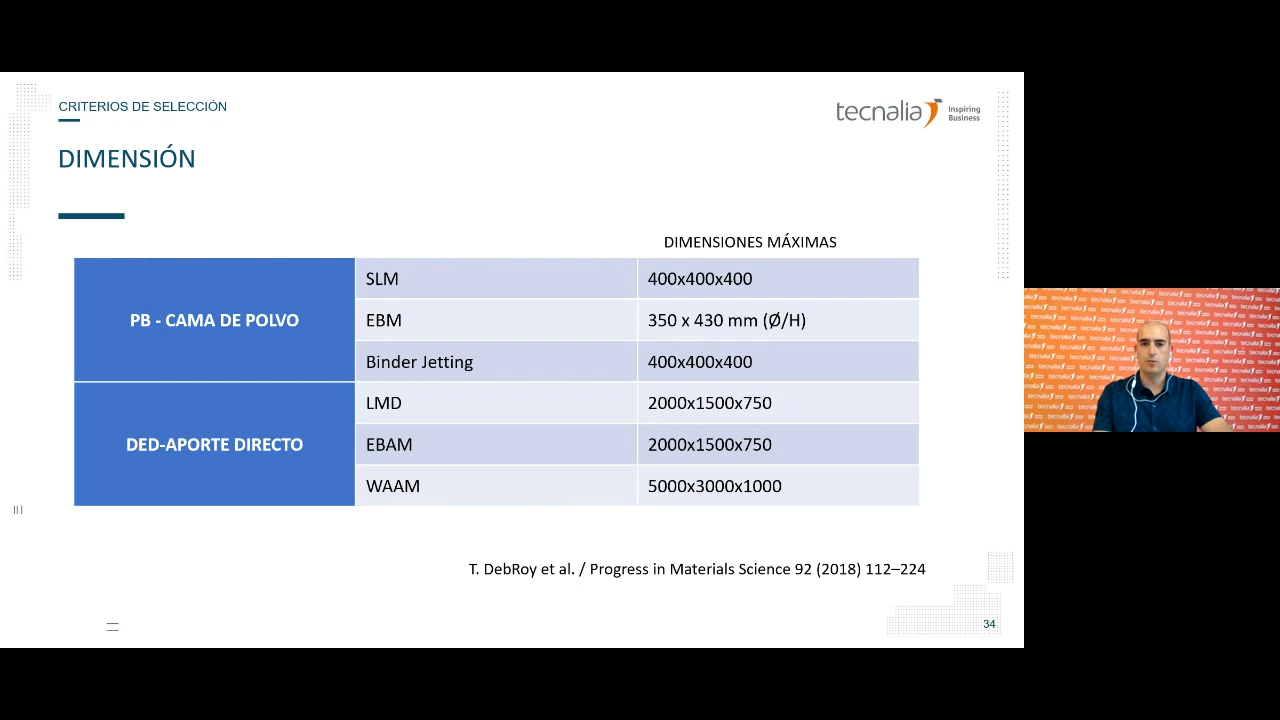 CRITERIOS DE SELECCIÓN
tecnalia Inspiring Business
DIMENSIÓN
DIMENSIONES MÁXIMAS
PB - CAMA DE POLVO
SLM 400x400x400
EBM 350 x 430 mm (Ø/H)
Binder Jetting 400x400x400
DED-APORTE DIRECTO
LMD 2000x1500x750
EBAM 2000x1500x750
WAAM 5000x3000x1000
T. DebRoy et al. / Progress in Materials Science 92 (2018) 112–224
34